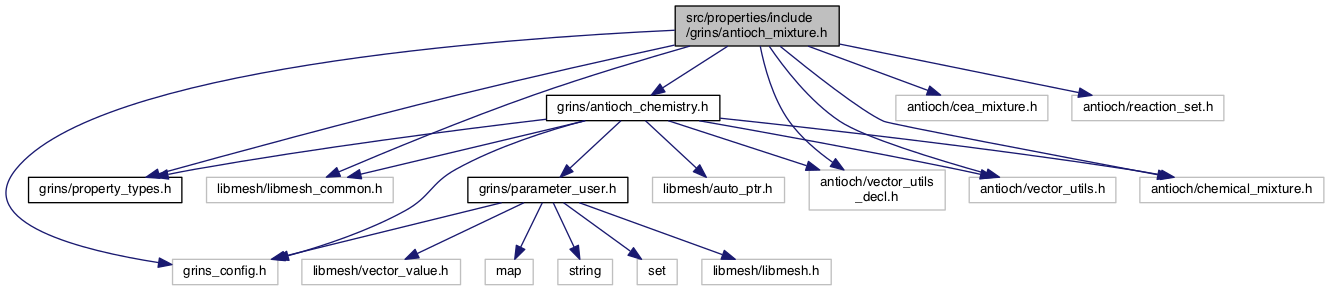 src/properties/include
/grins/antioch_mixture.h
grins/antioch_chemistry.h
antioch/cea_mixture.h
antioch/reaction_set.h
grins/property_types.h
libmesh/libmesh_common.h
grins/parameter_user.h
libmesh/auto_ptr.h
antioch/vector_utils
_decl.h
antioch/vector_utils.h
antioch/chemical_mixture.h
grins_config.h
libmesh/vector_value.h
map
string
set
libmesh/libmesh.h